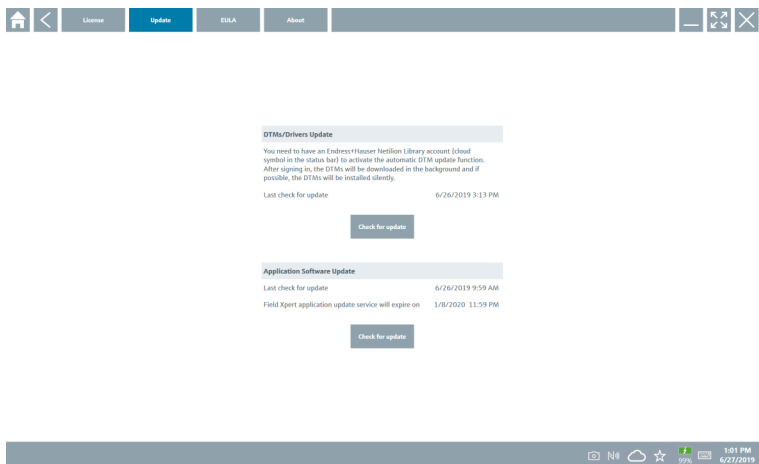 License Update EULA About
DTMs/Drivers Update
You need to have an Endress+Hauser Netilion Library account (cloud
symbol in the status bar) to activate the automatic DTM update function.
After signing in, the DTMs will be downloaded in the background and if
possible, the DTMs will be installed silently.
Last check for update 6/26/2019 3:13 PM
Check for update
Application Software Update
Last check for update 6/26/2019 9:59 AM
Field Xpert application update service will expire on 1/8/2020 11:59 PM
Check for update
99% 1:01 PM
6/27/2019